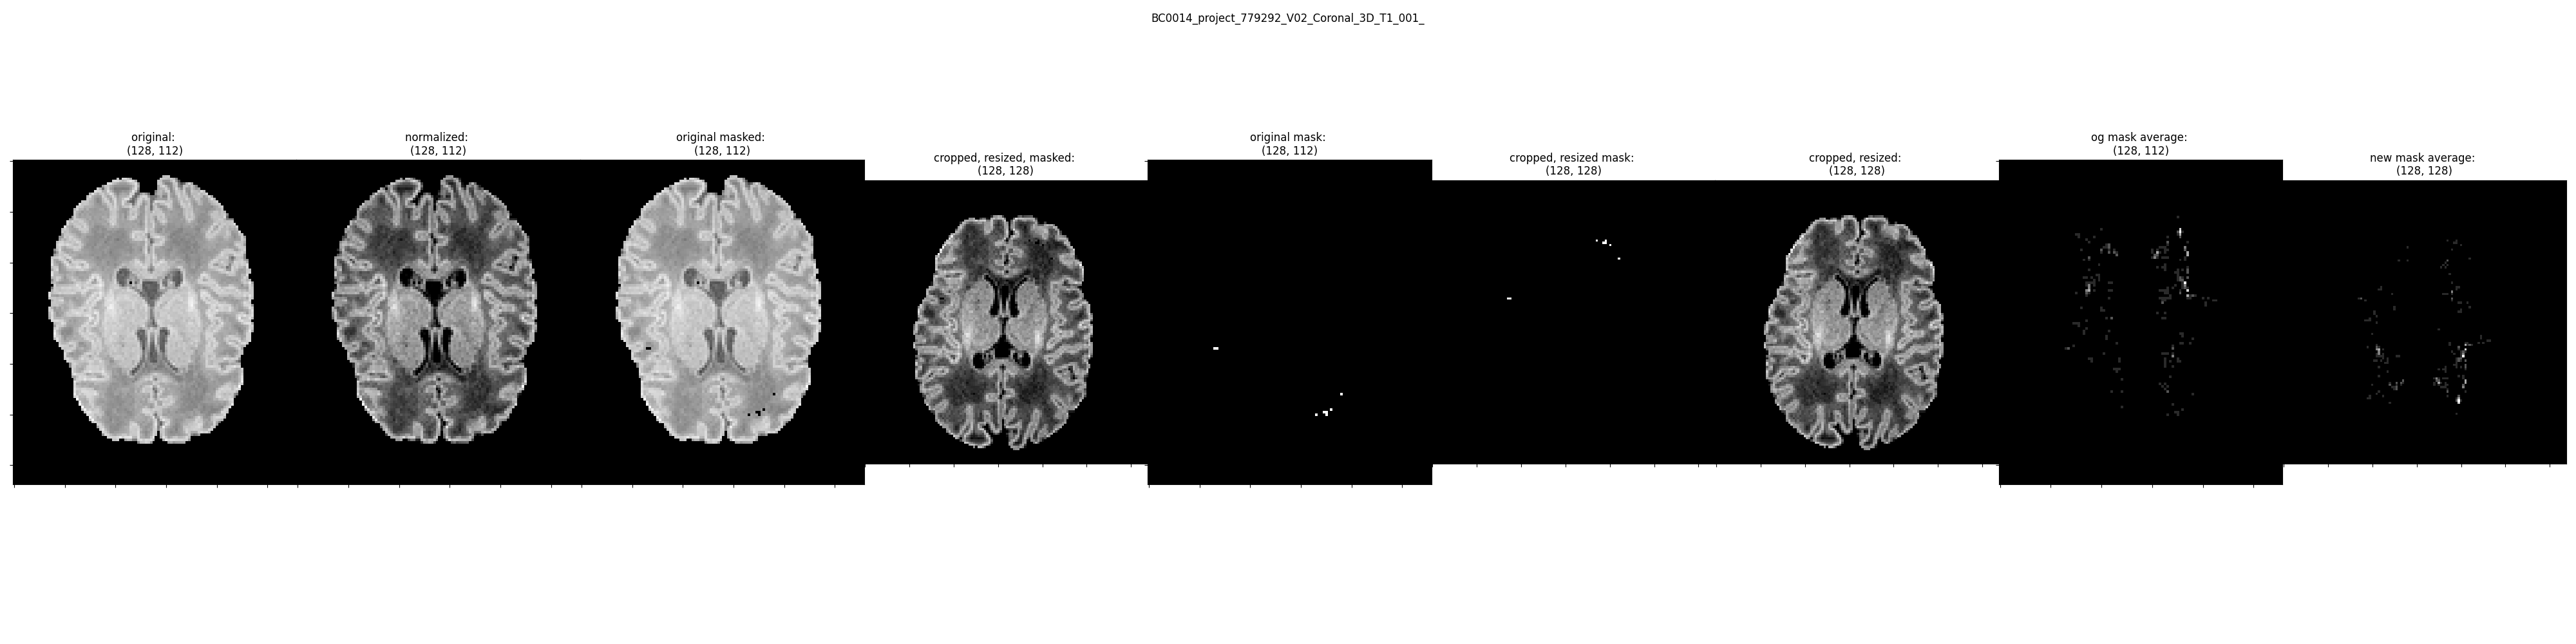 BC0014_project_779292_V02_Coronal_3D_T1_001_
original:
(128, 112)
normalized:
(128, 112)
original masked:
(128, 112)
cropped, resized, masked:
(128, 128)
original mask:
(128, 112)
cropped, resized mask:
(128, 128)
cropped, resized:
(128, 128)
og mask average:
(128, 112)
new mask average:
(128, 128)